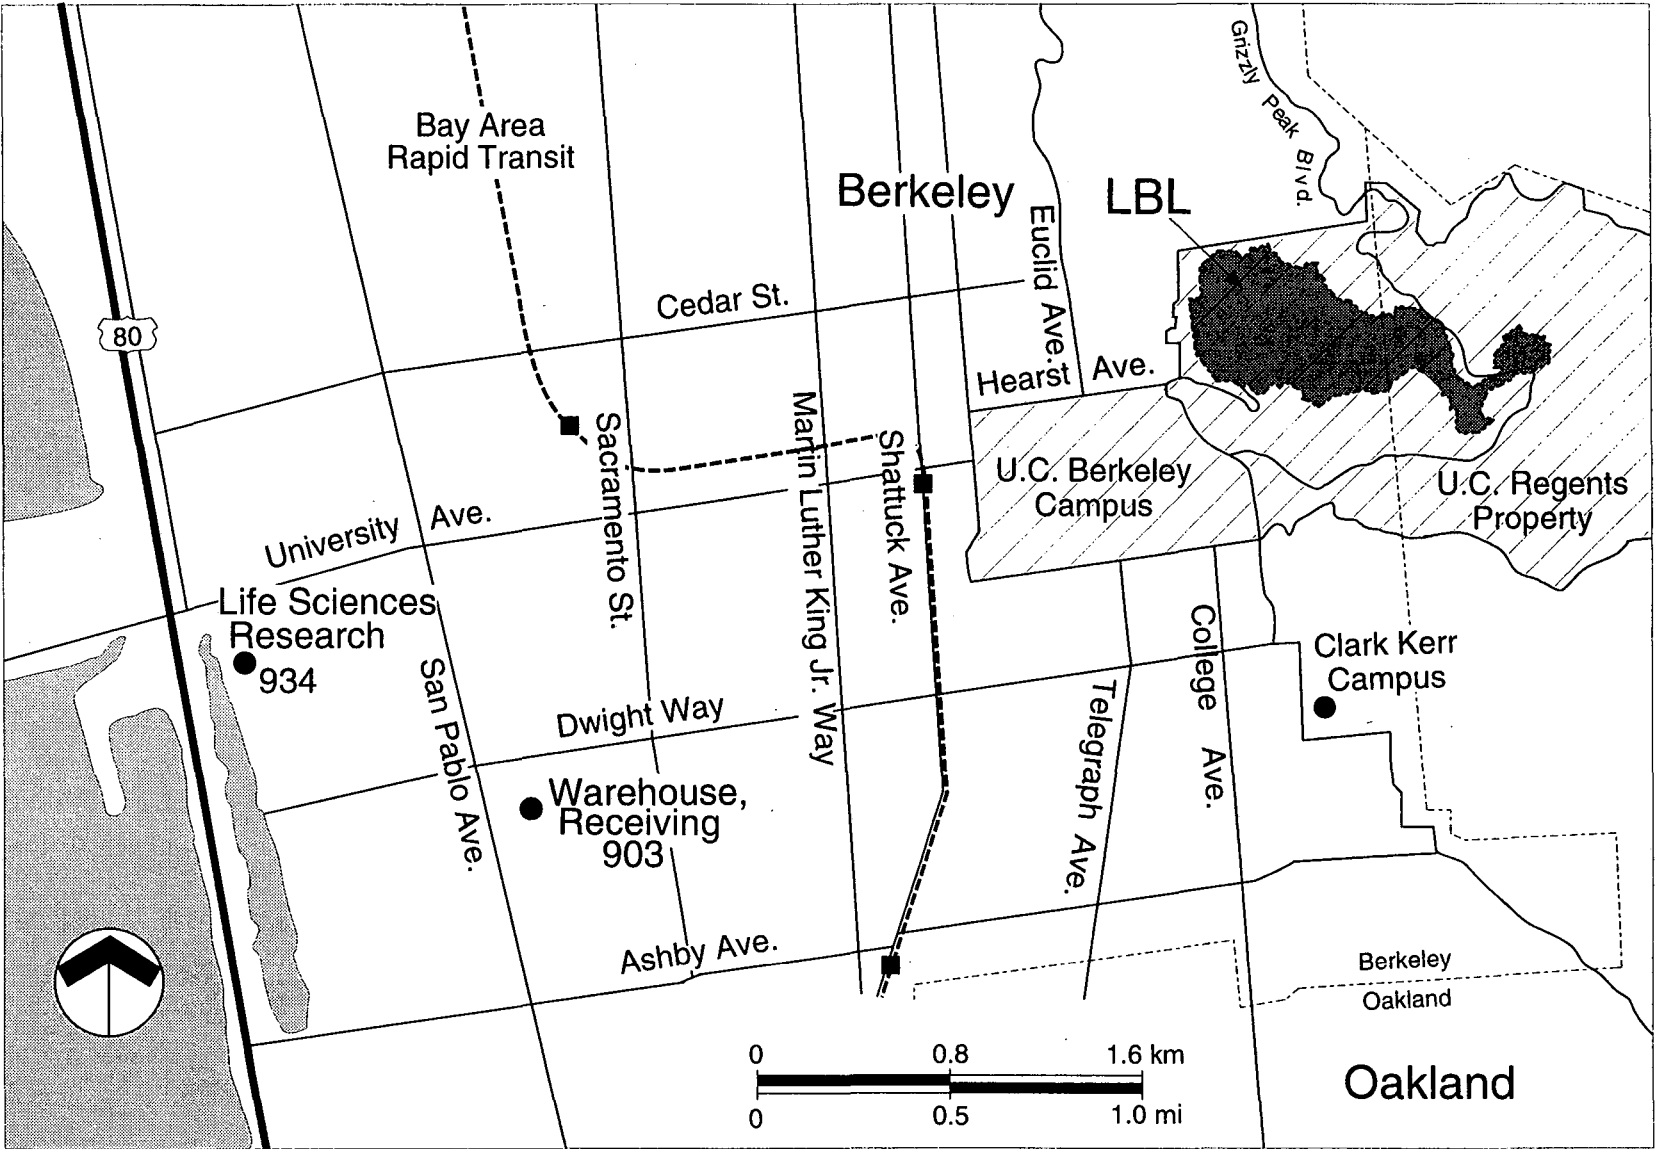 Grizzly Peak Blvd.
Bay Area
Rapid Transit
Berkeley
LBL
Euclid Ave.
Cedar St.
80
Hearst Ave.
Sacramento St.
Martin Luther King Jr. Way
Shattuck Ave.
U.C. Berkeley
Campus
U.C. Regents
Property
University Ave.
Life Sciences
Research
934
San Pablo Ave.
Dwight Way
Telegraph Ave.
College Ave.
Clark Kerr
Campus
Warehouse,
Receiving
903
Ashby Ave.
Berkeley
Oakland
0 0.8 1.6 km
0 0.5 1.0 mi
Oakland